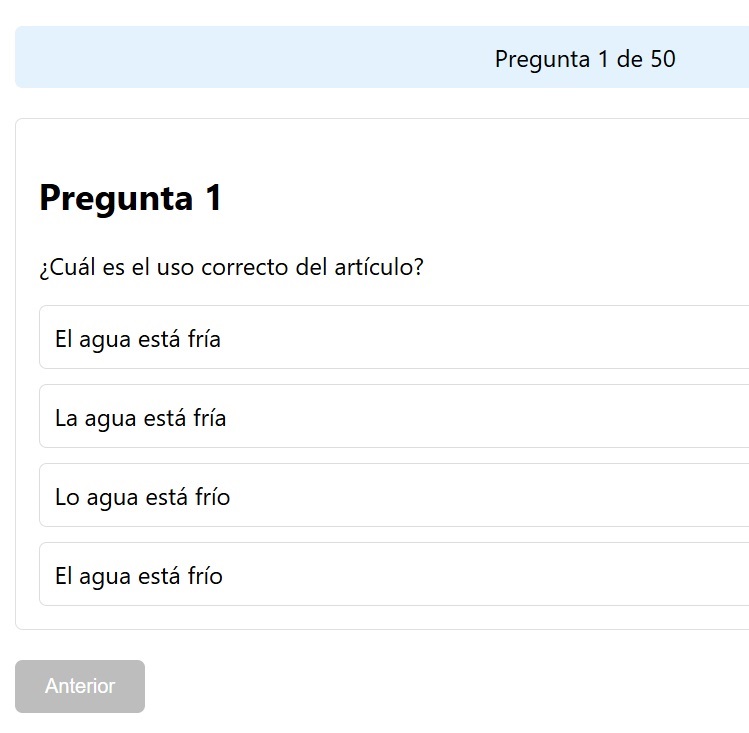 Pregunta 1 de 50
Pregunta 1
¿Cuál es el uso correcto del artículo?
El agua está fría
La agua está fría
Lo agua está frío
El agua está frío
Anterior